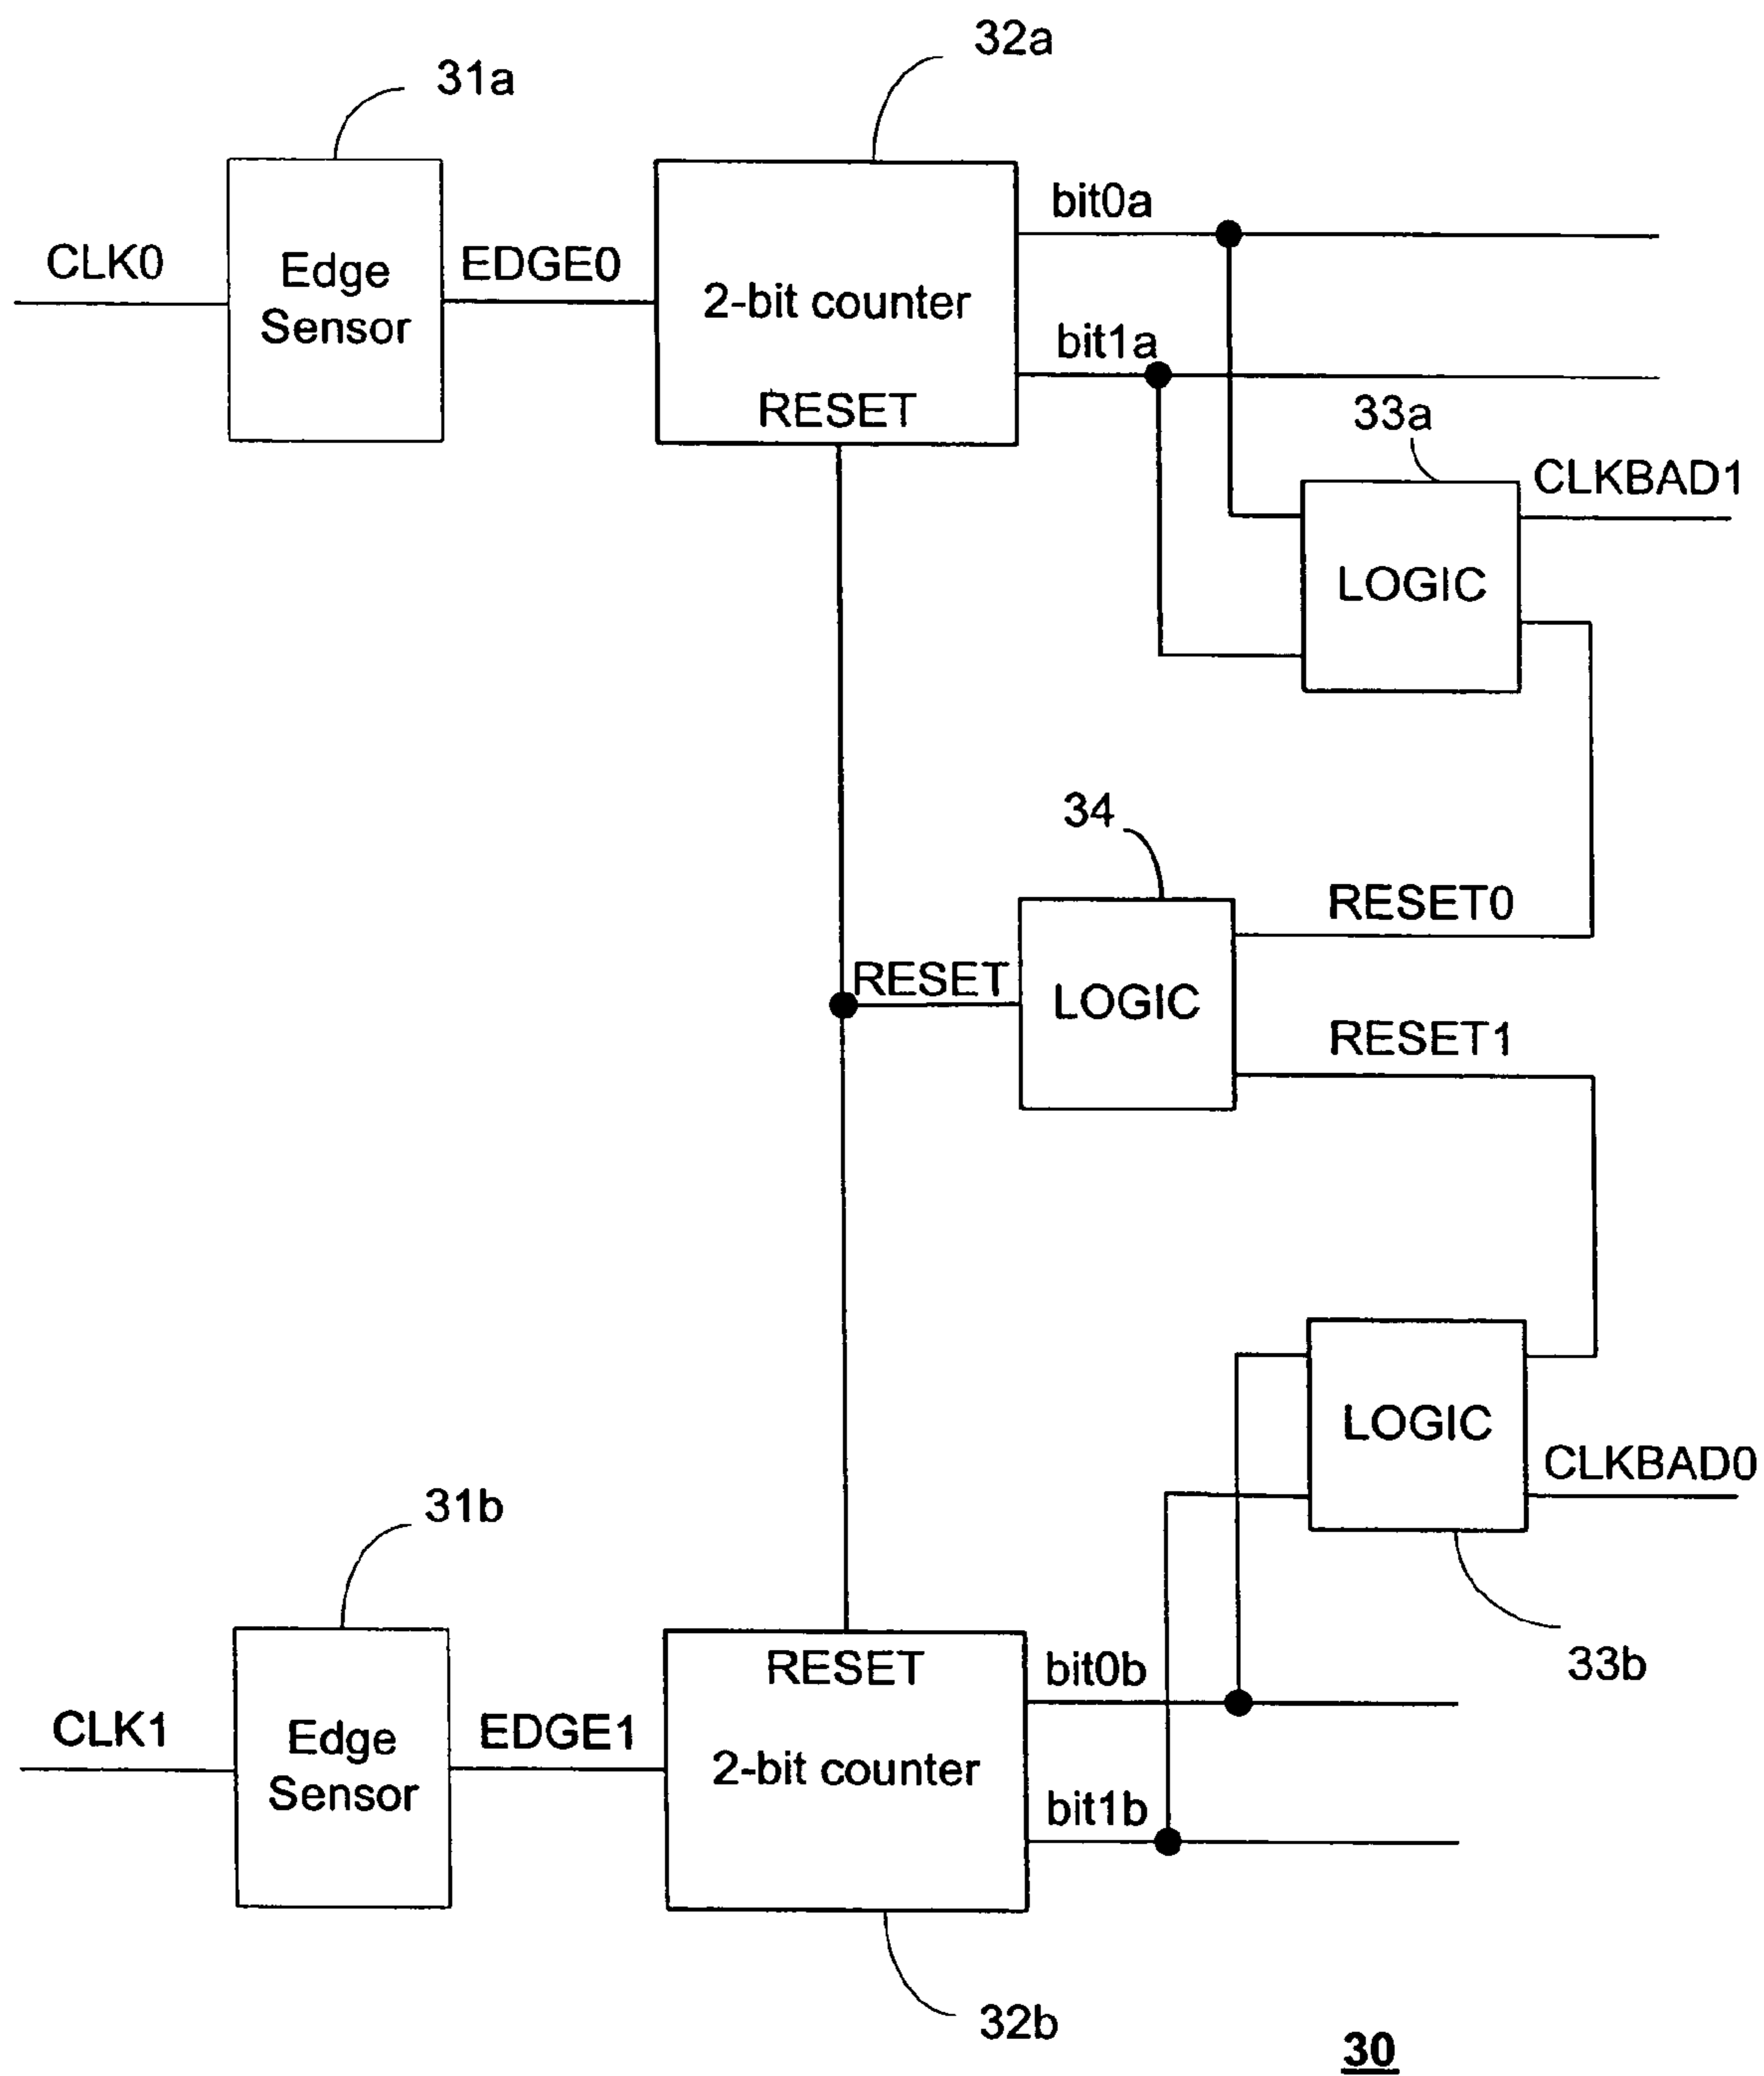 32a
31a
bit0a
CLK0
Edge
Sensor
EDGE0
2-bit counter
bit1a
RESET
33a
CLKBAD1
LOGIC
34
RESET0
RESET
LOGIC
RESET1
LOGIC
CLKBAD0
31b
33b
RESET
bit0b
CLK1
Edge
Sensor
EDGE1
2-bit counter
bit1b
32b
30